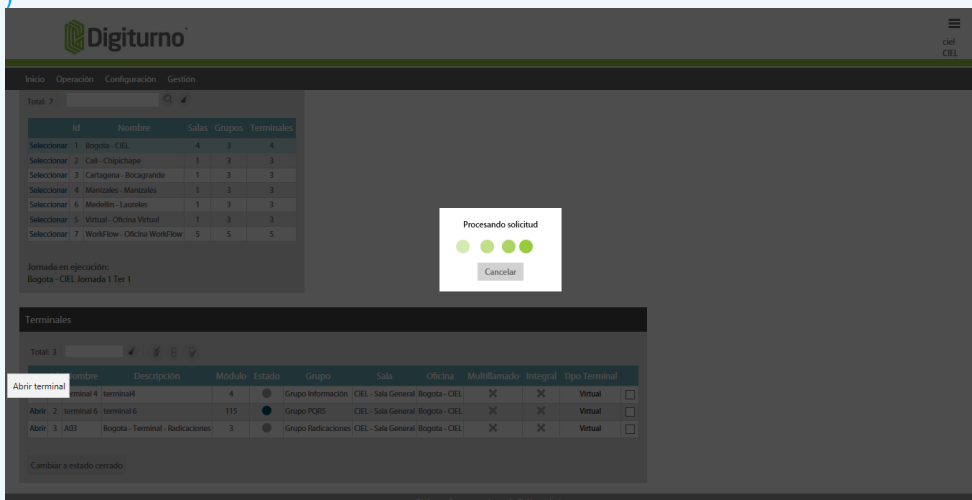 Digiturno
ciel
CIEL
Inicio Operación Configuración Gestión
Total: 7
Id Nombre Salas Grupos Terminales
Seleccionar 1 Bogota - CIEL 4 3 4
Seleccionar 2 Cali - Chipichape 1 3 3
Seleccionar 3 Cartagena - Bocagrande 1 3 3
Seleccionar 4 Manizales - Manizales 1 3 3
Seleccionar 6 Medellin - Laureles 1 3 3
Seleccionar 5 Virtual - Oficina Virtual 1 3 3
Seleccionar 7 WorkFlow - Oficina WorkFlow 5 5 5
Jornada en ejecución:
Bogota - CIEL Jornada 1 Ter 1
Procesando solicitud
Cancelar
Terminales
Total: 3
Nombre Descripción Módulo Estado Grupo Sala Oficina Multillamado Integral Tipo Terminal
Abrir terminal
terminal 4 terminal4 4 Grupo Información CIEL - Sala General Bogota - CIEL Virtual
Abrir 2 terminal 6 terminal 6 115 Grupo PQRS CIEL - Sala General Bogota - CIEL Virtual
Abrir 3 A03 Bogota - Terminal - Radicaciones 3 Grupo Radicaciones CIEL - Sala General Bogota - CIEL Virtual
Cambiar a estado cerrado